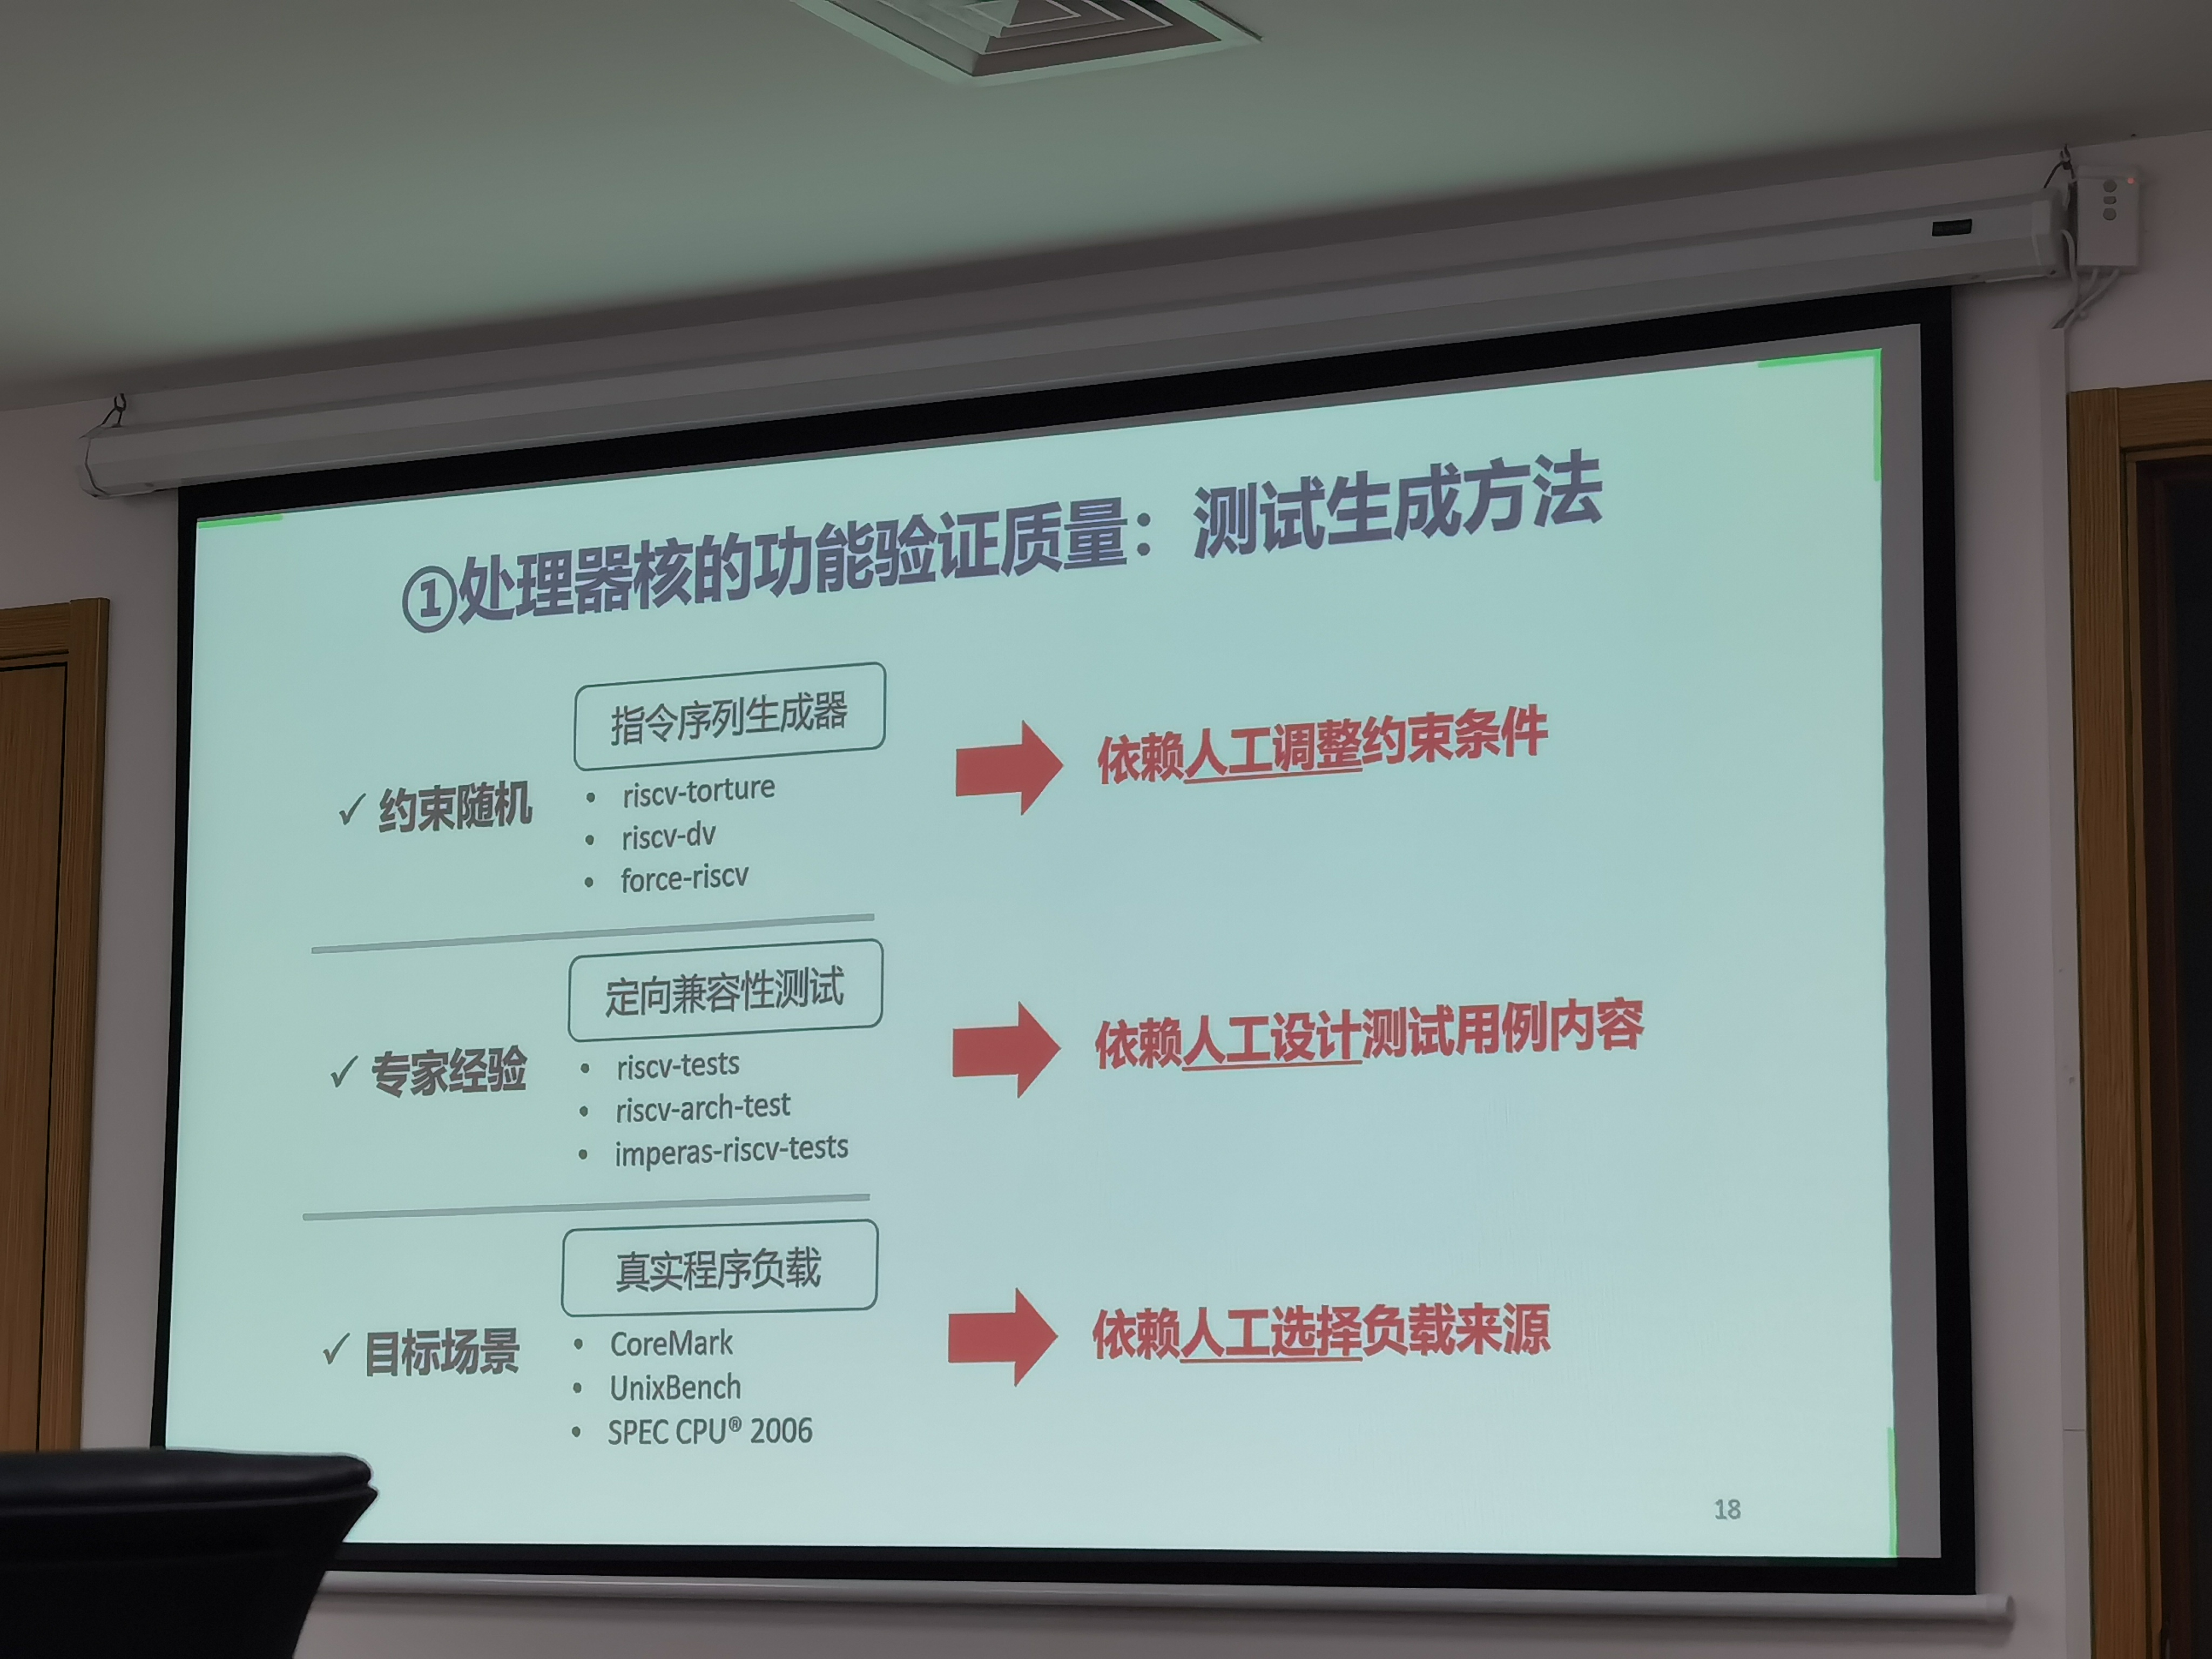 ①处理器核的功能验证质量：测试生成方法
✓ 约束随机
指令序列生成器
• riscv-torture
• riscv-dv
• force-riscv
依赖人工调整约束条件
✓ 专家经验
定向兼容性测试
• riscv-tests
• riscv-arch-test
• imperas-riscv-tests
依赖人工设计测试用例内容
✓ 目标场景
真实程序负载
• CoreMark
• UnixBench
• SPEC CPU® 2006
依赖人工选择负载来源
18